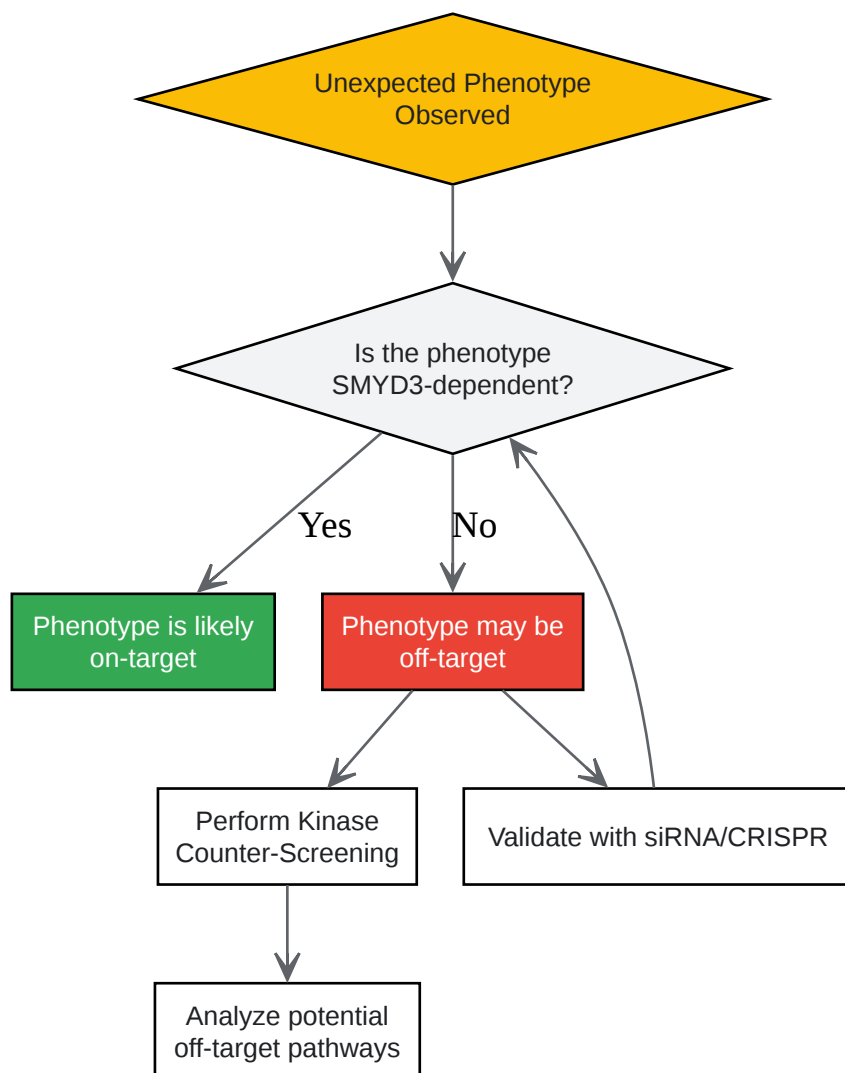 Unexpected Phenotype
Observed
Is the phenotype
SMYD3-dependent?
Yes
No
Phenotype is likely
on-target
Phenotype may be
off-target
Perform Kinase
Counter-Screening
Validate with siRNA/CRISPR
Analyze potential
off-target pathways